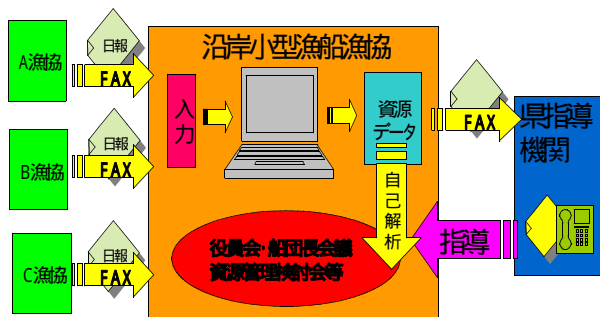 沿岸小型漁船漁協
A漁協
日報
FAX
入力
資源
データ
FAX
県指導
機関
B漁協
日報
FAX
自己解析
役員会・船団長会議
資源管理検討会等
指導
C漁協
日報
FAX